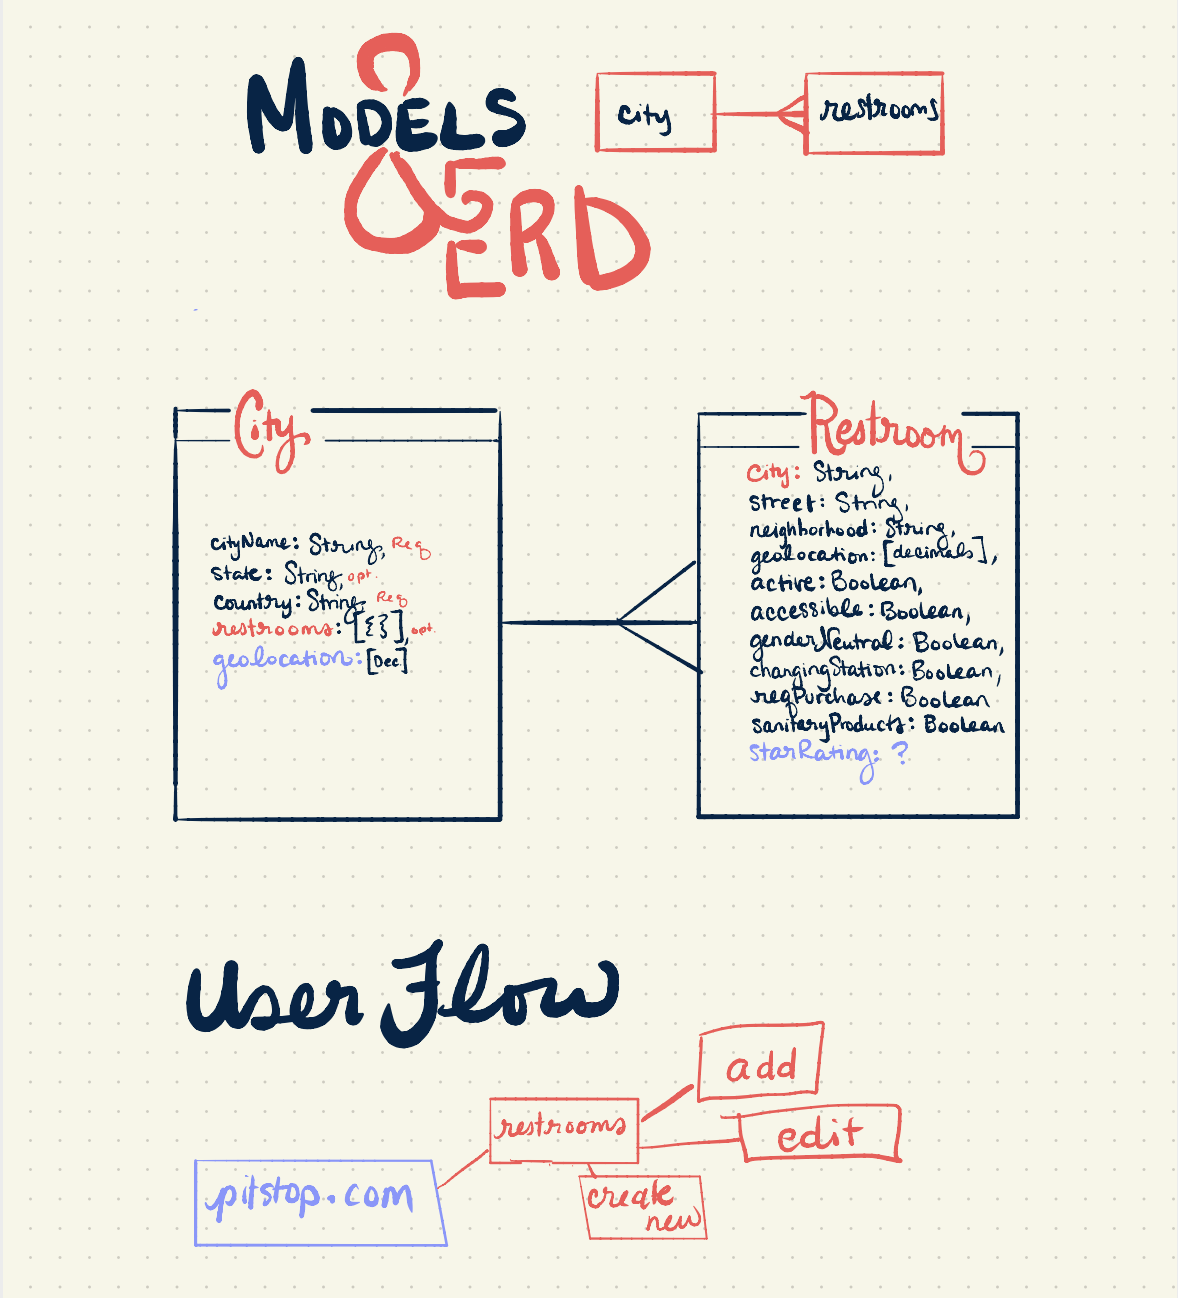 MODELS
&
ERD
city
restrooms
City
cityName: String, Req
state: String, opt.
country: String, Req
restrooms: [{}], opt.
geolocation: [Dec.]
Restroom
City: String,
street: String,
neighborhood: String,
geolocation: [decimals],
active: Boolean,
accessible: Boolean,
genderNeutral: Boolean,
changingStation: Boolean,
reqPurchase: Boolean
sanitaryProducts: Boolean
StarRating: ?
User Flow
add
restrooms
edit
pitstop.com
create
new